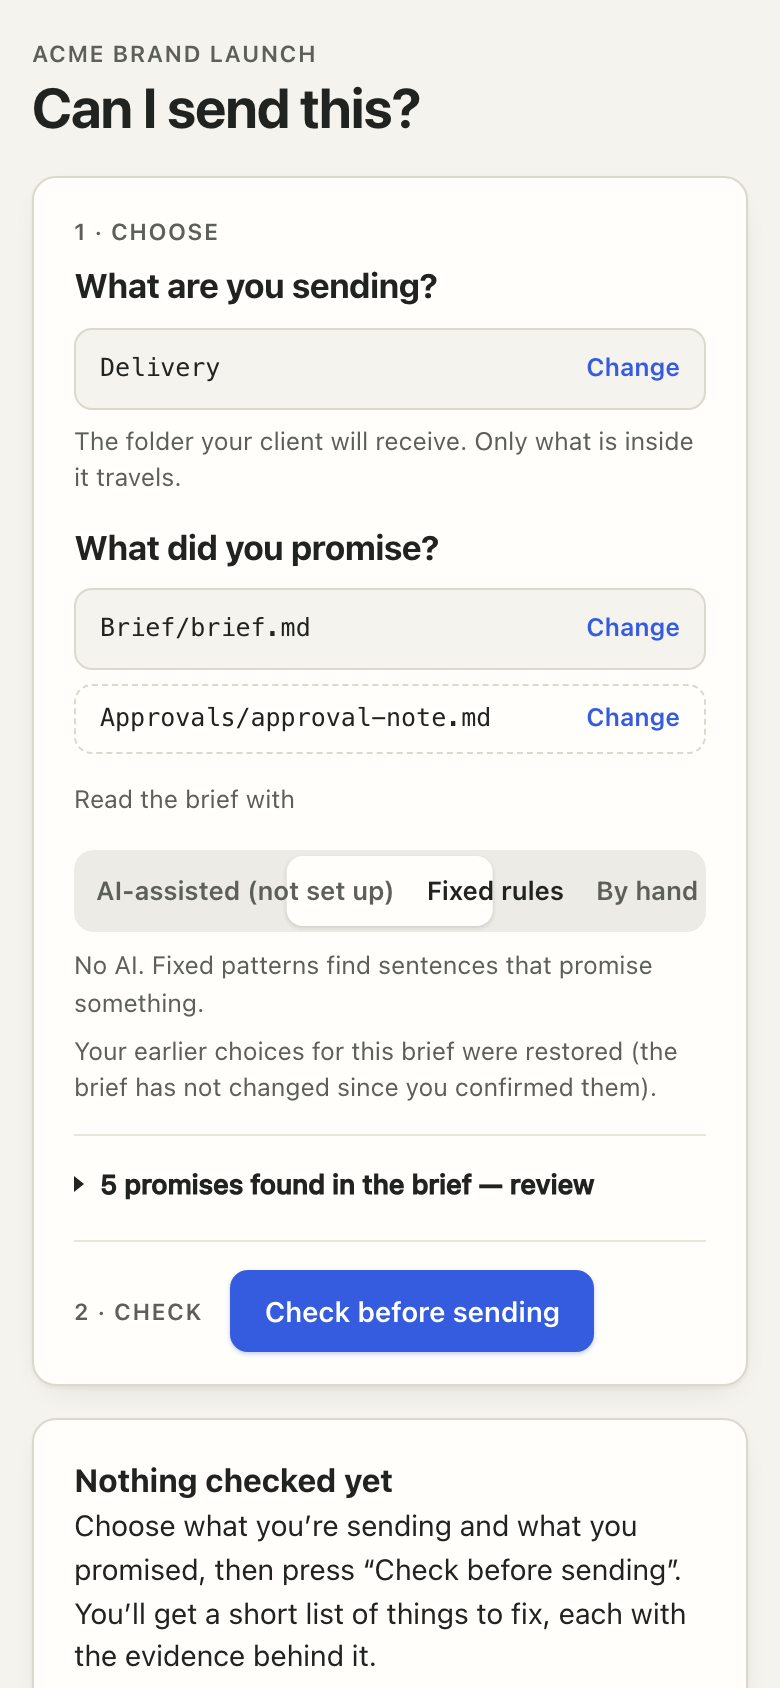 ACME BRAND LAUNCH
Can I send this?
1 · CHOOSE
What are you sending?
Delivery Change
The folder your client will receive. Only what is inside
it travels.
What did you promise?
Brief/brief.md Change
Approvals/approval-note.md Change
Read the brief with
AI-assisted (not set up) Fixed rules By hand
No AI. Fixed patterns find sentences that promise
something.
Your earlier choices for this brief were restored (the
brief has not changed since you confirmed them).
5 promises found in the brief — review
2 · CHECK Check before sending
Nothing checked yet
Choose what you’re sending and what you
promised, then press “Check before sending”.
You’ll get a short list of things to fix, each with
the evidence behind it.